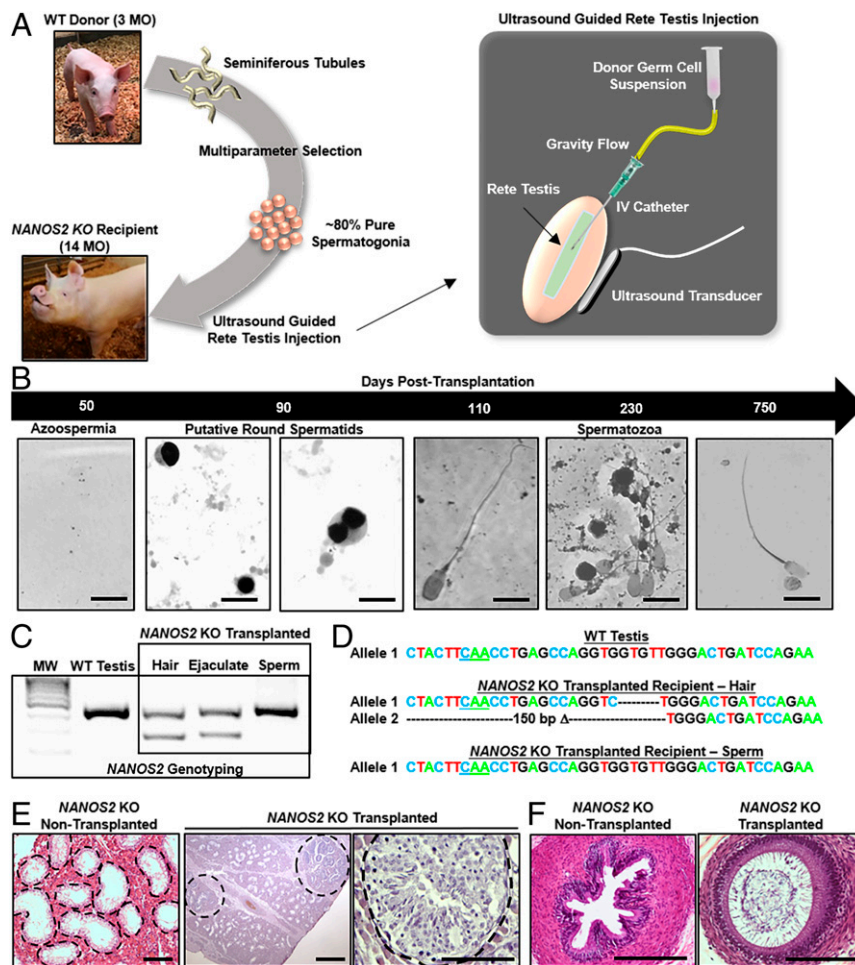 A
WT Donor (3 MO)
Seminiferous Tubules
Multiparameter Selection
~80% Pure
Spermatogonia
NANOS2 KO Recipient
(14 MO)
Ultrasound Guided
Rete Testis Injection
Ultrasound Guided Rete Testis Injection
Donor Germ Cell
Suspension
Gravity Flow
Rete Testis
IV Catheter
Ultrasound Transducer
B
Days Post-Transplantation
50 90 110 230 750
Azoospermia
Putative Round Spermatids
Spermatozoa
C
NANOS2 KO Transplanted
MW WT Testis Hair Ejaculate Sperm
NANOS2 Genotyping
D
WT Testis
Allele 1 CTACTTCAACCTGAGCCAGGTGGTGTTGGGACTGATCCAGAA
NANOS2 KO Transplanted Recipient – Hair
Allele 1 CTACTTCAACCTGAGCCAGGTC---------TGGGACTGATCCAGAA
Allele 2 ------------------150 bp Δ-----------------TGGGACTGATCCAGAA
NANOS2 KO Transplanted Recipient – Sperm
Allele 1 CTACTTCAACCTGAGCCAGGTGGTGTTGGGACTGATCCAGAA
E
NANOS2 KO
Non-Transplanted
NANOS2 KO Transplanted
F
NANOS2 KO
Non-Transplanted
NANOS2 KO
Transplanted